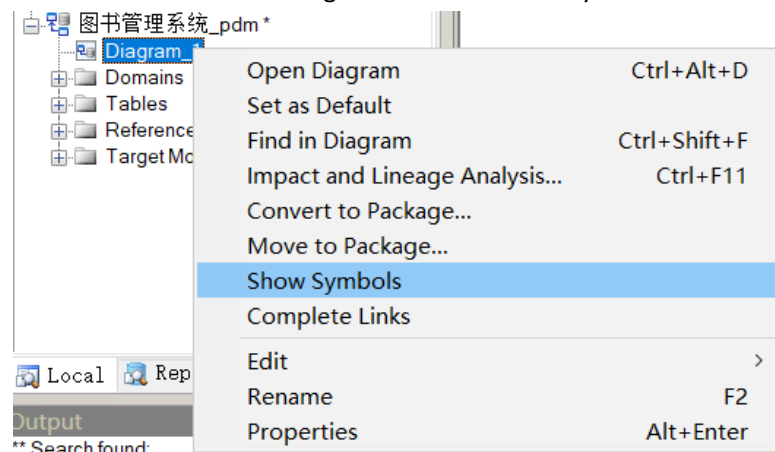 图书管理系统_pdm *
Diagram_1
Domains
Tables
Reference
Target Mo
Open Diagram Ctrl+Alt+D
Set as Default
Find in Diagram Ctrl+Shift+F
Impact and Lineage Analysis... Ctrl+F11
Convert to Package...
Move to Package...
Show Symbols
Complete Links
Edit >
Rename F2
Properties Alt+Enter
Local Rep
Output
** Search found: